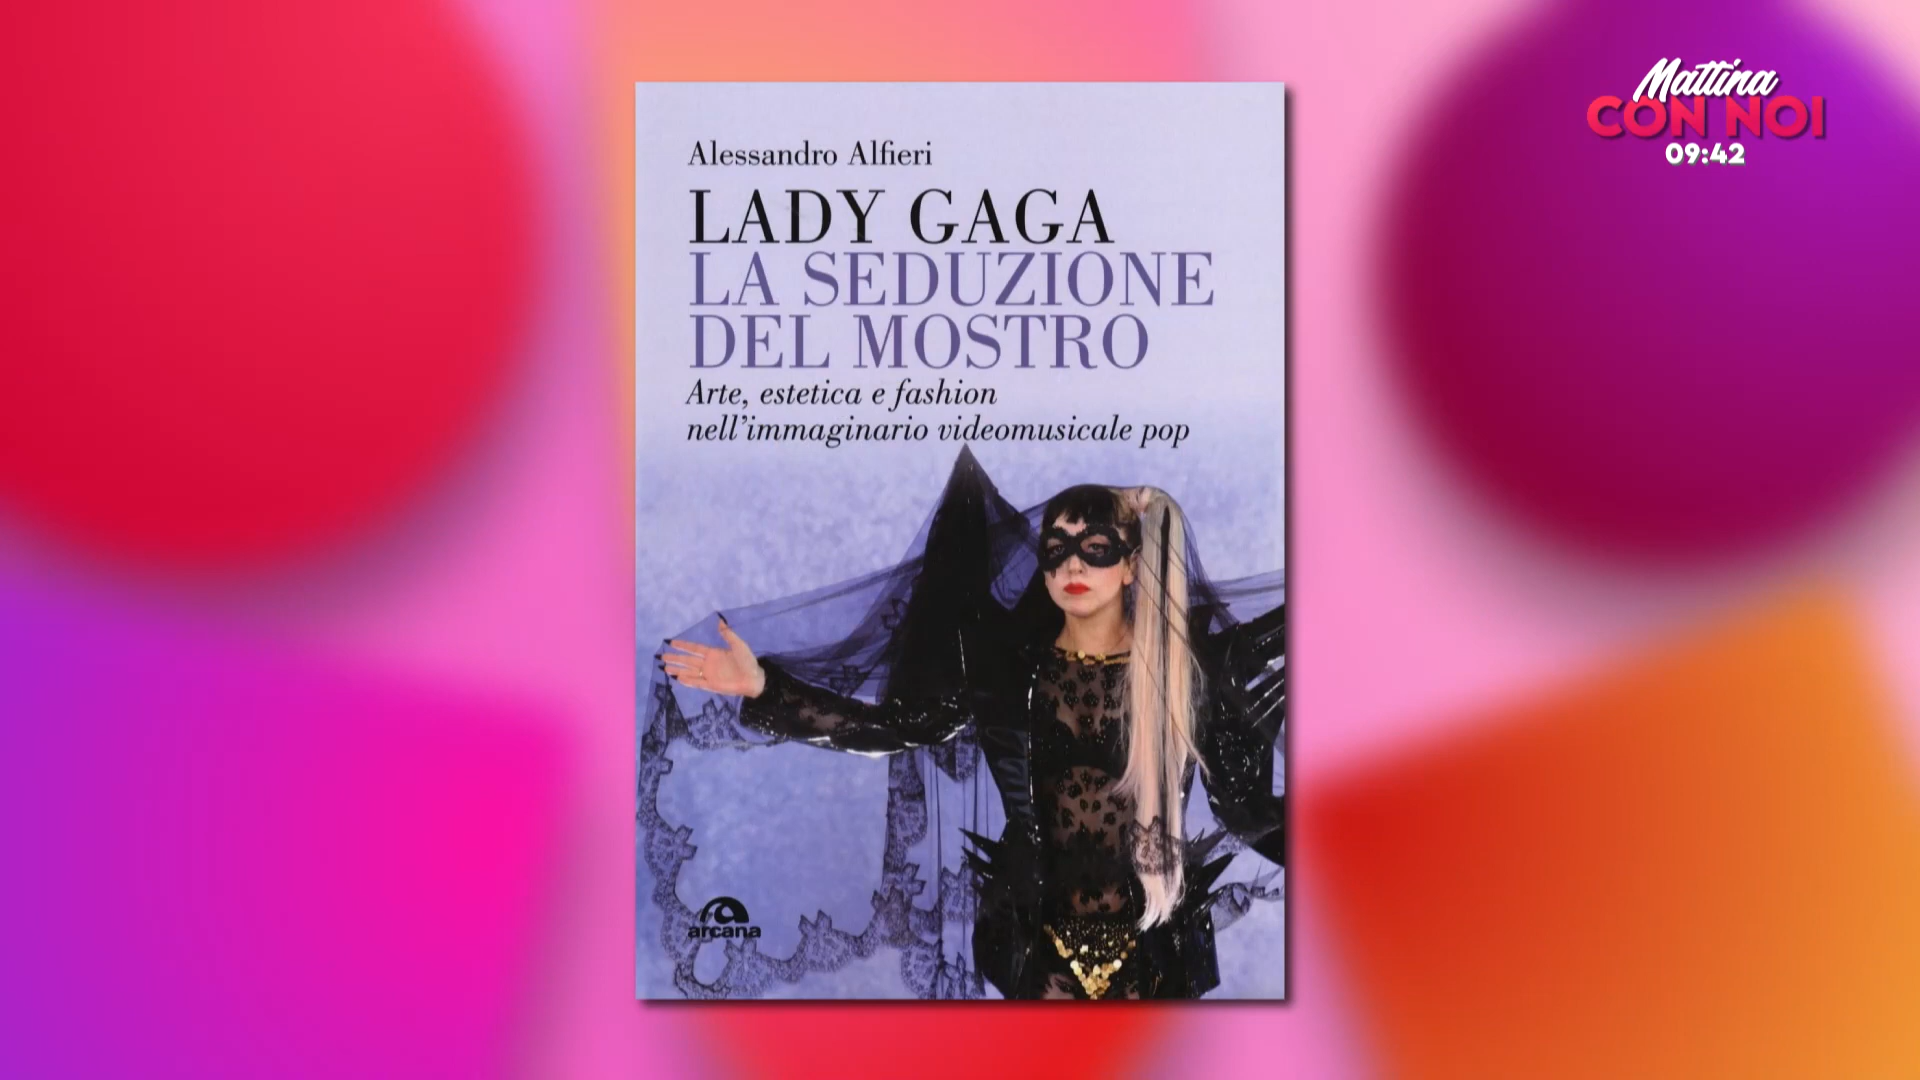 Mattina
CON NOI
09:42
Alessandro Alfieri
LADY GAGA
LA SEDUZIONE
DEL MOSTRO
Arte, estetica e fashion
nell'immaginario videomusicale pop
arcana